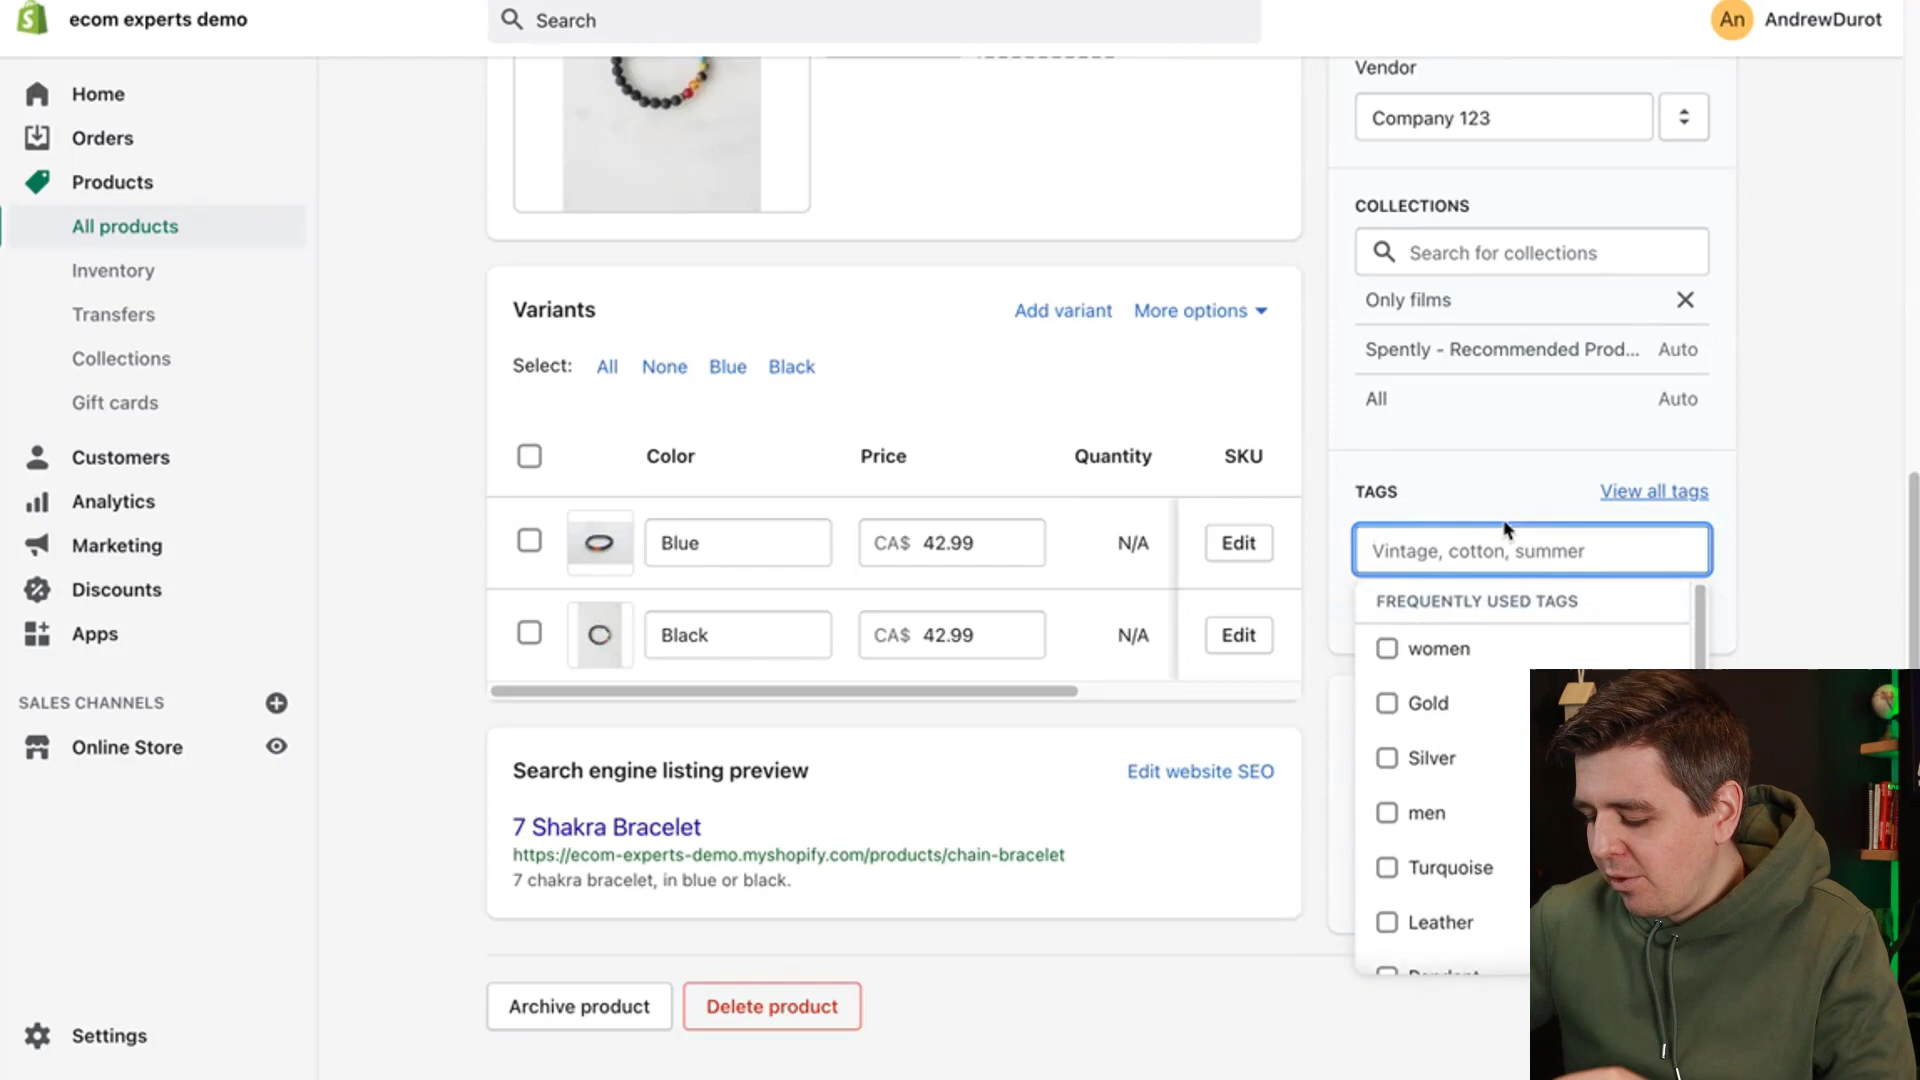 ecom experts demo
Search
An
AndrewDurot
Home
Orders
Products
All products
Inventory
Transfers
Collections
Gift cards
Customers
Analytics
Marketing
Discounts
Apps
SALES CHANNELS
Online Store
Settings
Variants
Add variant
More options
Select: All None Blue Black
Color Price Quantity SKU
Blue CA$ 42.99 N/A Edit
Black CA$ 42.99 N/A Edit
Search engine listing preview
Edit website SEO
7 Shakra Bracelet
https://ecom-experts-demo.myshopify.com/products/chain-bracelet
7 chakra bracelet, in blue or black.
Archive product
Delete product
Vendor
Company 123
COLLECTIONS
Search for collections
Only films
Spently - Recommended Prod... Auto
All Auto
TAGS
View all tags
Vintage, cotton, summer
FREQUENTLY USED TAGS
women
Gold
Silver
men
Turquoise
Leather